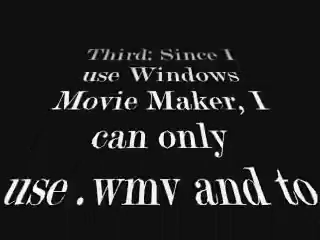 Third: Since I
use Windows
Movie Maker, I
can only
use .wmv and to